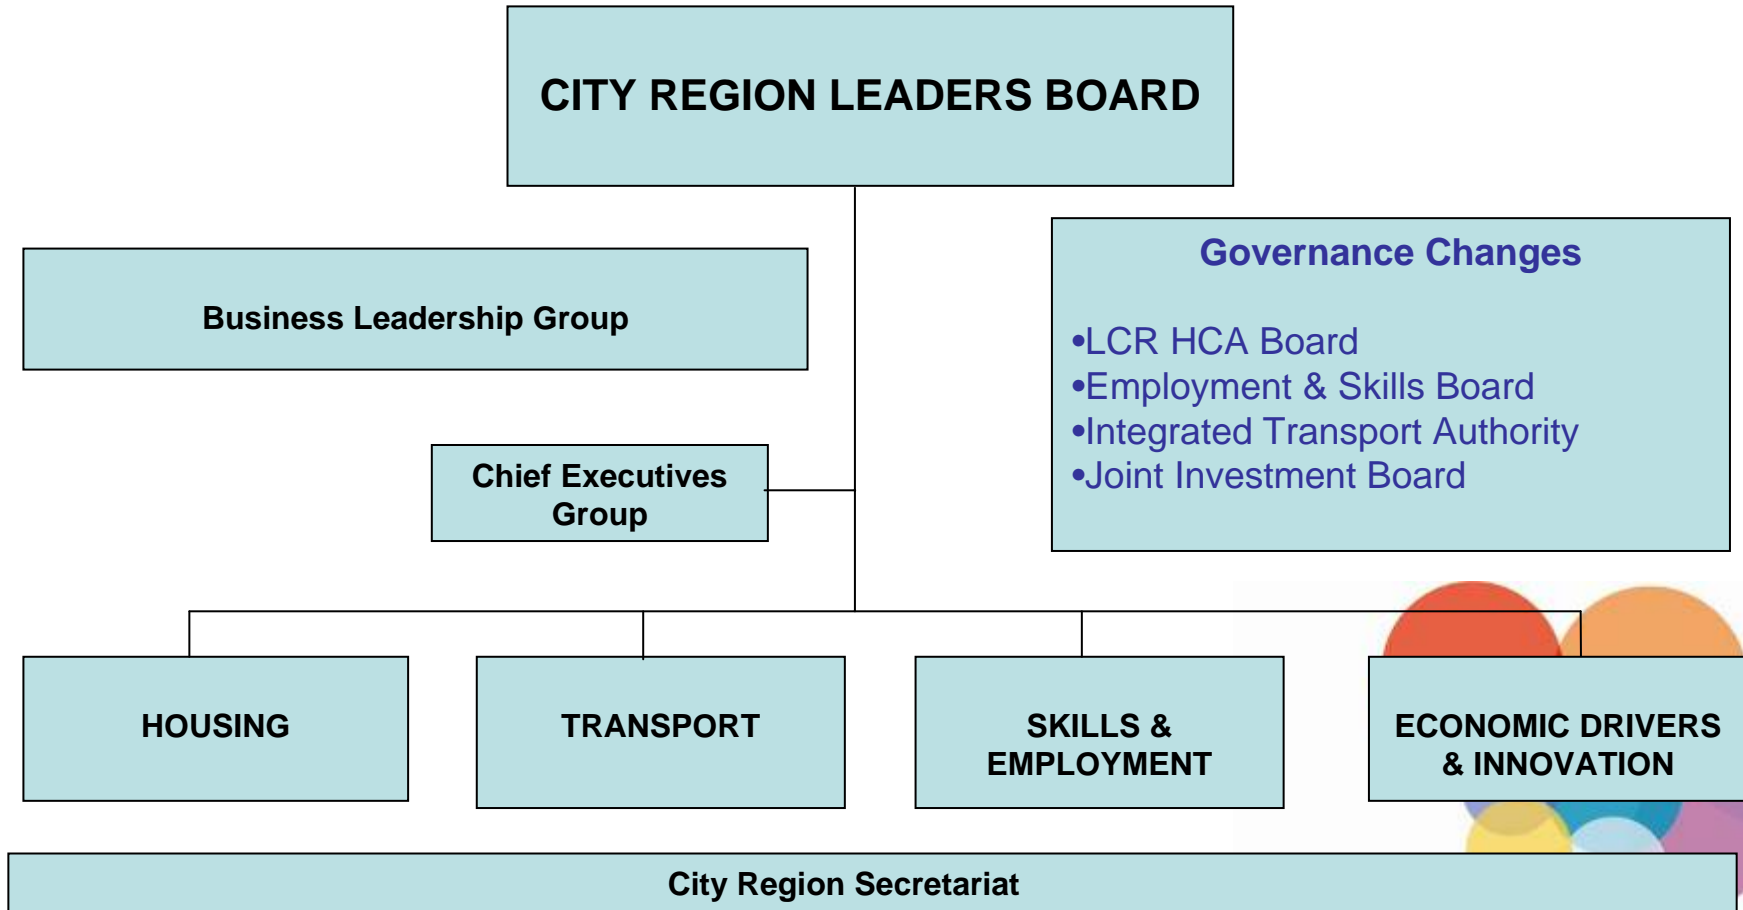 CITY REGION LEADERS BOARD
Business Leadership Group
Governance Changes
•LCR HCA Board
•Employment & Skills Board
•Integrated Transport Authority
•Joint Investment Board
Chief Executives
Group
HOUSING
TRANSPORT
SKILLS &
EMPLOYMENT
ECONOMIC DRIVERS
& INNOVATION
City Region Secretariat